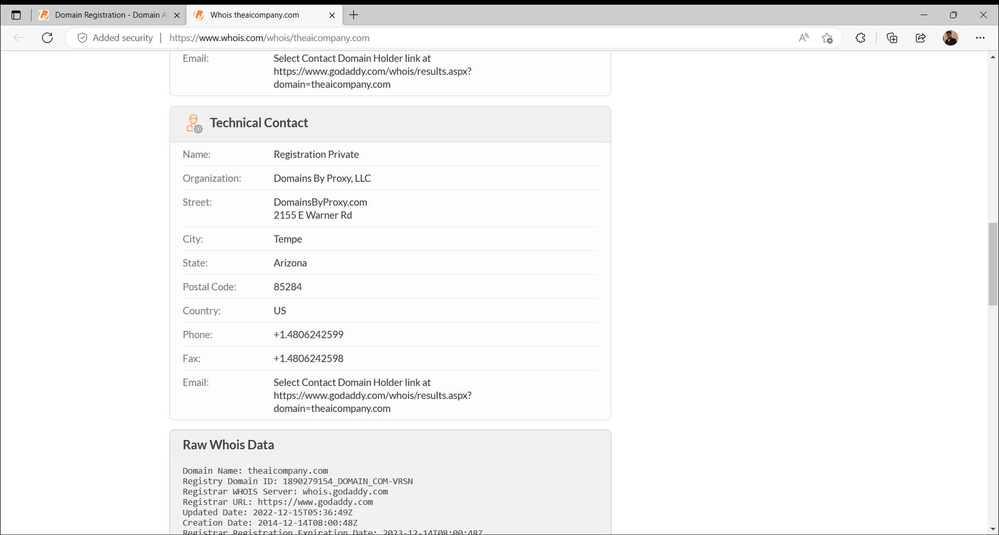 Domain Registration - Domain A
Whois theaicompany.com
Added security
https://www.whois.com/whois/theaicompany.com
Email: Select Contact Domain Holder link at
https://www.godaddy.com/whois/results.aspx?
domain=theaicompany.com
Technical Contact
Name: Registration Private
Organization: Domains By Proxy, LLC
Street: DomainsByProxy.com
2155 E Warner Rd
City: Tempe
State: Arizona
Postal Code: 85284
Country: US
Phone: +1.4806242599
Fax: +1.4806242598
Email: Select Contact Domain Holder link at
https://www.godaddy.com/whois/results.aspx?
domain=theaicompany.com
Raw Whois Data
Domain Name: theaicompany.com
Registry Domain ID: 1890279154_DOMAIN_COM-VRSN
Registrar WHOIS Server: whois.godaddy.com
Registrar URL: https://www.godaddy.com
Updated Date: 2022-12-15T05:36:49Z
Creation Date: 2014-12-14T08:00:48Z
Registrar Registration Expiration Date: 2023-12-14T08:00:48Z